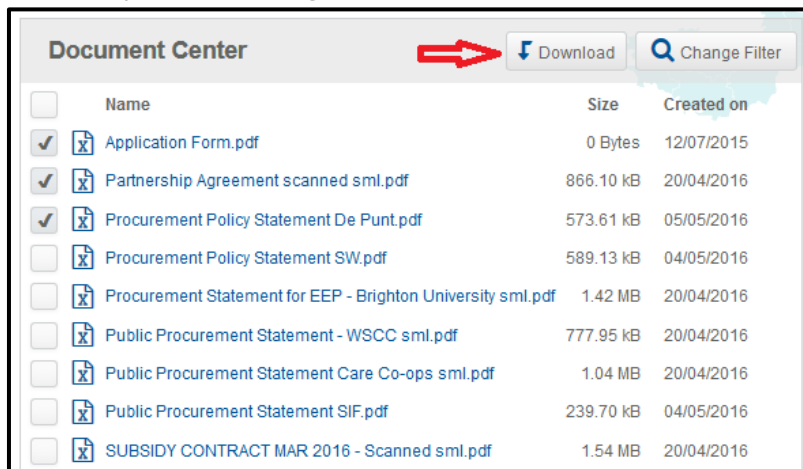 Document Center Download Change Filter
Name Size Created on
Application Form.pdf 0 Bytes 12/07/2015
Partnership Agreement scanned sml.pdf 866.10 kB 20/04/2016
Procurement Policy Statement De Punt.pdf 573.61 kB 05/05/2016
Procurement Policy Statement SW.pdf 589.13 kB 04/05/2016
Procurement Statement for EEP - Brighton University sml.pdf 1.42 MB 20/04/2016
Public Procurement Statement - WSCC sml.pdf 777.95 kB 20/04/2016
Public Procurement Statement Care Co-ops sml.pdf 1.04 MB 20/04/2016
Public Procurement Statement SIF.pdf 239.70 kB 04/05/2016
SUBSIDY CONTRACT MAR 2016 - Scanned sml.pdf 1.54 MB 20/04/2016